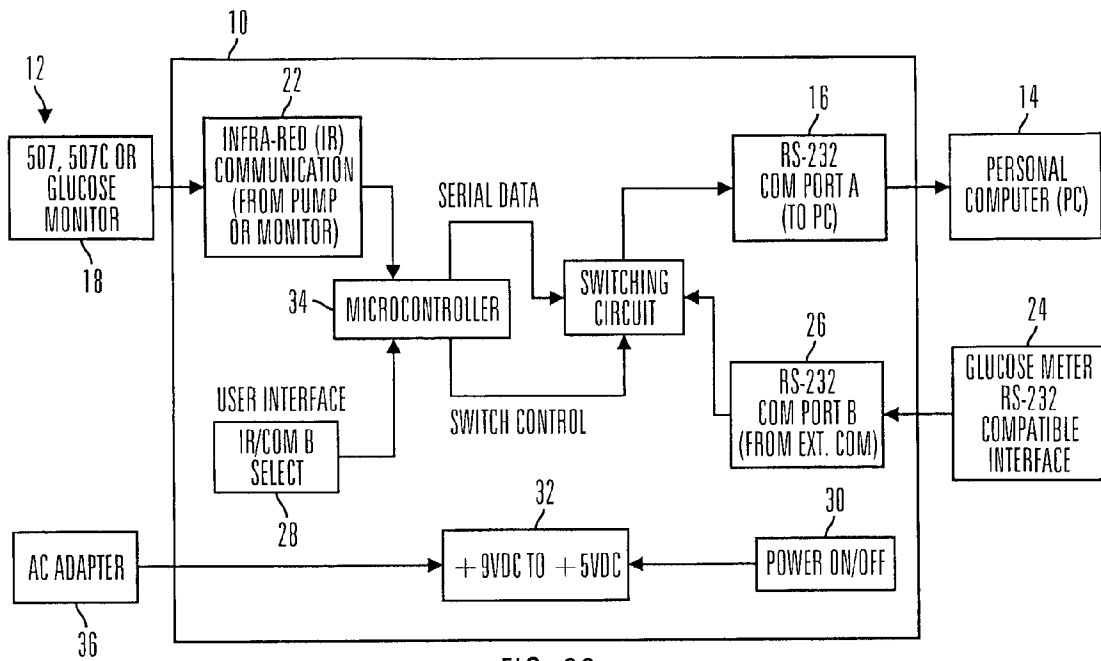 10
12
22
16
14
507, 507C OR
GLUCOSE
MONITOR
18
INFRA-RED (IR)
COMMUNICATION
(FROM PUMP
OR MONITOR)
RS-232
COM PORT A
(TO PC)
PERSONAL
COMPUTER (PC)
SERIAL DATA
34
MICROCONTROLLER
SWITCHING
CIRCUIT
26
24
USER INTERFACE
IR/COM B
SELECT
28
SWITCH CONTROL
RS-232
COM PORT B
(FROM EXT. COM)
GLUCOSE METER
RS-232
COMPATIBLE
INTERFACE
32
30
AC ADAPTER
36
+9VDC TO +5VDC
POWER ON/OFF